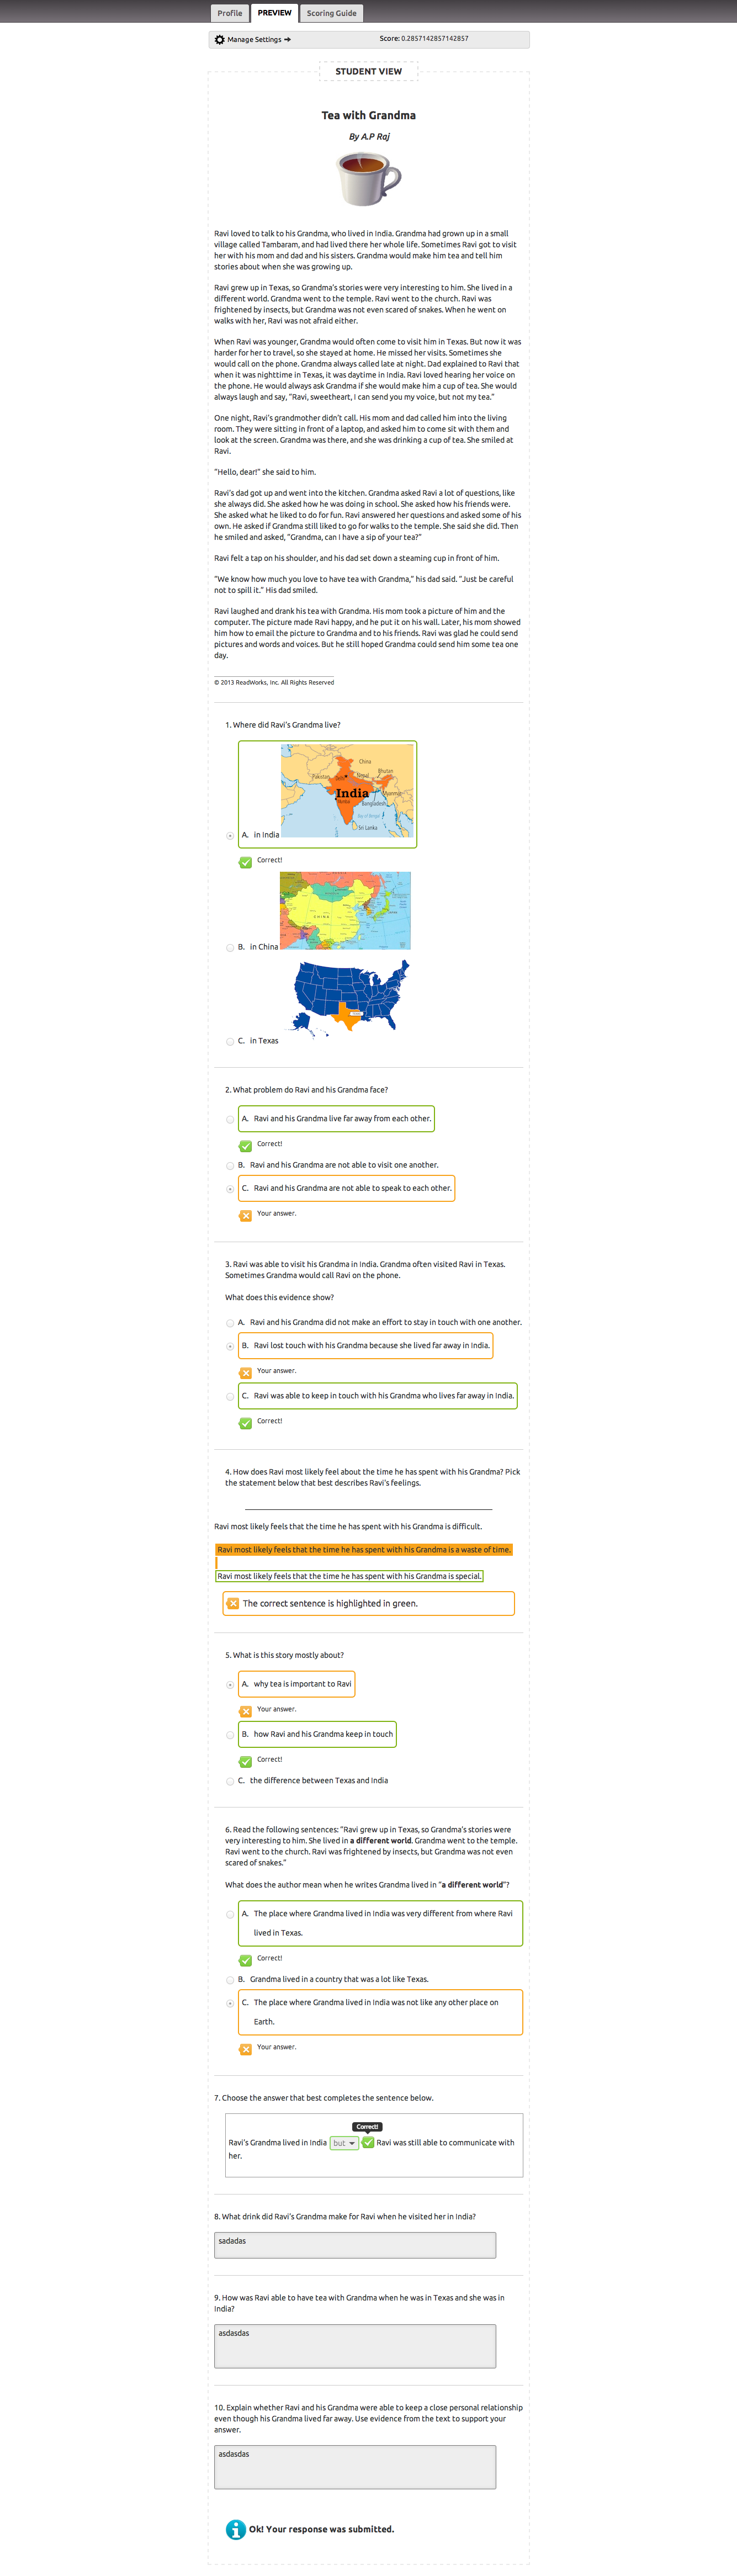 Profile
PREVIEW
Scoring Guide
Manage Settings
Score: 0.2857142857142857
STUDENT VIEW
Tea with Grandma
By A.P Raj
Ravi loved to talk to his Grandma, who lived in India. Grandma had grown up in a small
village called Tambaram, and had lived there her whole life. Sometimes Ravi got to visit
her with his mom and dad and his sisters. Grandma would make him tea and tell him
stories about when she was growing up.
Ravi grew up in Texas, so Grandma's stories were very interesting to him. She lived in a
different world. Grandma went to the temple. Ravi went to the church. Ravi was
frightened by insects, but Grandma was not even scared of snakes. When he went on
walks with her, Ravi was not afraid either.
When Ravi was younger, Grandma would often come to visit him in Texas. But now it was
harder for her to travel, so she stayed at home. He missed her visits. Sometimes she
would call on the phone. Grandma always called late at night. Dad explained to Ravi that
when it was nighttime in Texas, it was daytime in India. Ravi loved hearing her voice on
the phone. He would always ask Grandma if she would make him a cup of tea. She would
always laugh and say, "Ravi, sweetheart, I can send you my voice, but not my tea."
One night, Ravi's grandmother didn't call. His mom and dad called him into the living
room. They were sitting in front of a laptop, and asked him to come sit with them and
look at the screen. Grandma was there, and she was drinking a cup of tea. She smiled at
Ravi.
"Hello, dear!" she said to him.
Ravi's dad got up and went into the kitchen. Grandma asked Ravi a lot of questions, like
she always did. She asked how he was doing in school. She asked how his friends were.
She asked what he liked to do for fun. Ravi answered her questions and asked some of his
own. He asked if Grandma still liked to go for walks to the temple. She said she did. Then
he smiled and asked, "Grandma, can I have a sip of your tea?"
Ravi felt a tap on his shoulder, and his dad set down a steaming cup in front of him.
"We know how much you love to have tea with Grandma," his dad said. "Just be careful
not to spill it." His dad smiled.
Ravi laughed and drank his tea with Grandma. His mom took a picture of him and the
computer. The picture made Ravi happy, and he put it on his wall. Later, his mom showed
him how to email the picture to Grandma and to his friends. Ravi was glad he could send
pictures and words and voices. But he still hoped Grandma could send him some tea one
day.
© 2013 ReadWorks, Inc. All Rights Reserved
1. Where did Ravi's Grandma live?
China
Pakistan
Nepal
Bhutan
India
Myanmar
Bangladesh
Bay of Bengal
Sri Lanka
A. in India
Correct!
CHINA
B. in China
C. in Texas
2. What problem do Ravi and his Grandma face?
A. Ravi and his Grandma live far away from each other.
Correct!
B. Ravi and his Grandma are not able to visit one another.
C. Ravi and his Grandma are not able to speak to each other.
Your answer.
3. Ravi was able to visit his Grandma in India. Grandma often visited Ravi in Texas.
Sometimes Grandma would call Ravi on the phone.
What does this evidence show?
A. Ravi and his Grandma did not make an effort to stay in touch with one another.
B. Ravi lost touch with his Grandma because she lived far away in India.
Your answer.
C. Ravi was able to keep in touch with his Grandma who lives far away in India.
Correct!
4. How does Ravi most likely feel about the time he has spent with his Grandma? Pick
the statement below that best describes Ravi's feelings.
Ravi most likely feels that the time he has spent with his Grandma is difficult.
Ravi most likely feels that the time he has spent with his Grandma is a waste of time.
Ravi most likely feels that the time he has spent with his Grandma is special.
The correct sentence is highlighted in green.
5. What is this story mostly about?
A. why tea is important to Ravi
Your answer.
B. how Ravi and his Grandma keep in touch
Correct!
C. the difference between Texas and India
6. Read the following sentences: "Ravi grew up in Texas, so Grandma's stories were
very interesting to him. She lived in a different world. Grandma went to the temple.
Ravi went to the church. Ravi was frightened by insects, but Grandma was not even
scared of snakes."
What does the author mean when he writes Grandma lived in "a different world"?
A. The place where Grandma lived in India was very different from where Ravi
lived in Texas.
Correct!
B. Grandma lived in a country that was a lot like Texas.
C. The place where Grandma lived in India was not like any other place on
Earth.
Your answer.
7. Choose the answer that best completes the sentence below.
Correct!
Ravi's Grandma lived in India but Ravi was still able to communicate with
her.
8. What drink did Ravi's Grandma make for Ravi when he visited her in India?
sadadas
9. How was Ravi able to have tea with Grandma when he was in Texas and she was in
India?
asdasdas
10. Explain whether Ravi and his Grandma were able to keep a close personal relationship
even though his Grandma lived far away. Use evidence from the text to support your
answer.
asdasdas
Ok! Your response was submitted.